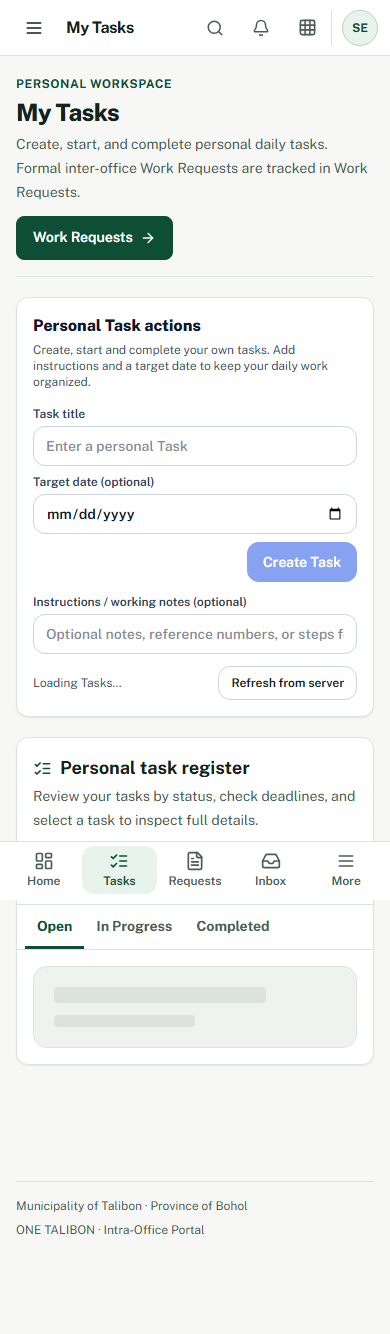 My Tasks
SE
PERSONAL WORKSPACE
My Tasks
Create, start, and complete personal daily tasks.
Formal inter-office Work Requests are tracked in Work
Requests.
Work Requests →
Personal Task actions
Create, start and complete your own tasks. Add
instructions and a target date to keep your daily work
organized.
Task title
Enter a personal Task
Target date (optional)
mm/dd/yyyy
Create Task
Instructions / working notes (optional)
Optional notes, reference numbers, or steps f
Loading Tasks...
Refresh from server
Personal task register
Review your tasks by status, check deadlines, and
select a task to inspect full details.
Home
Tasks
Requests
Inbox
More
Open
In Progress
Completed
Municipality of Talibon · Province of Bohol
ONE TALIBON · Intra-Office Portal